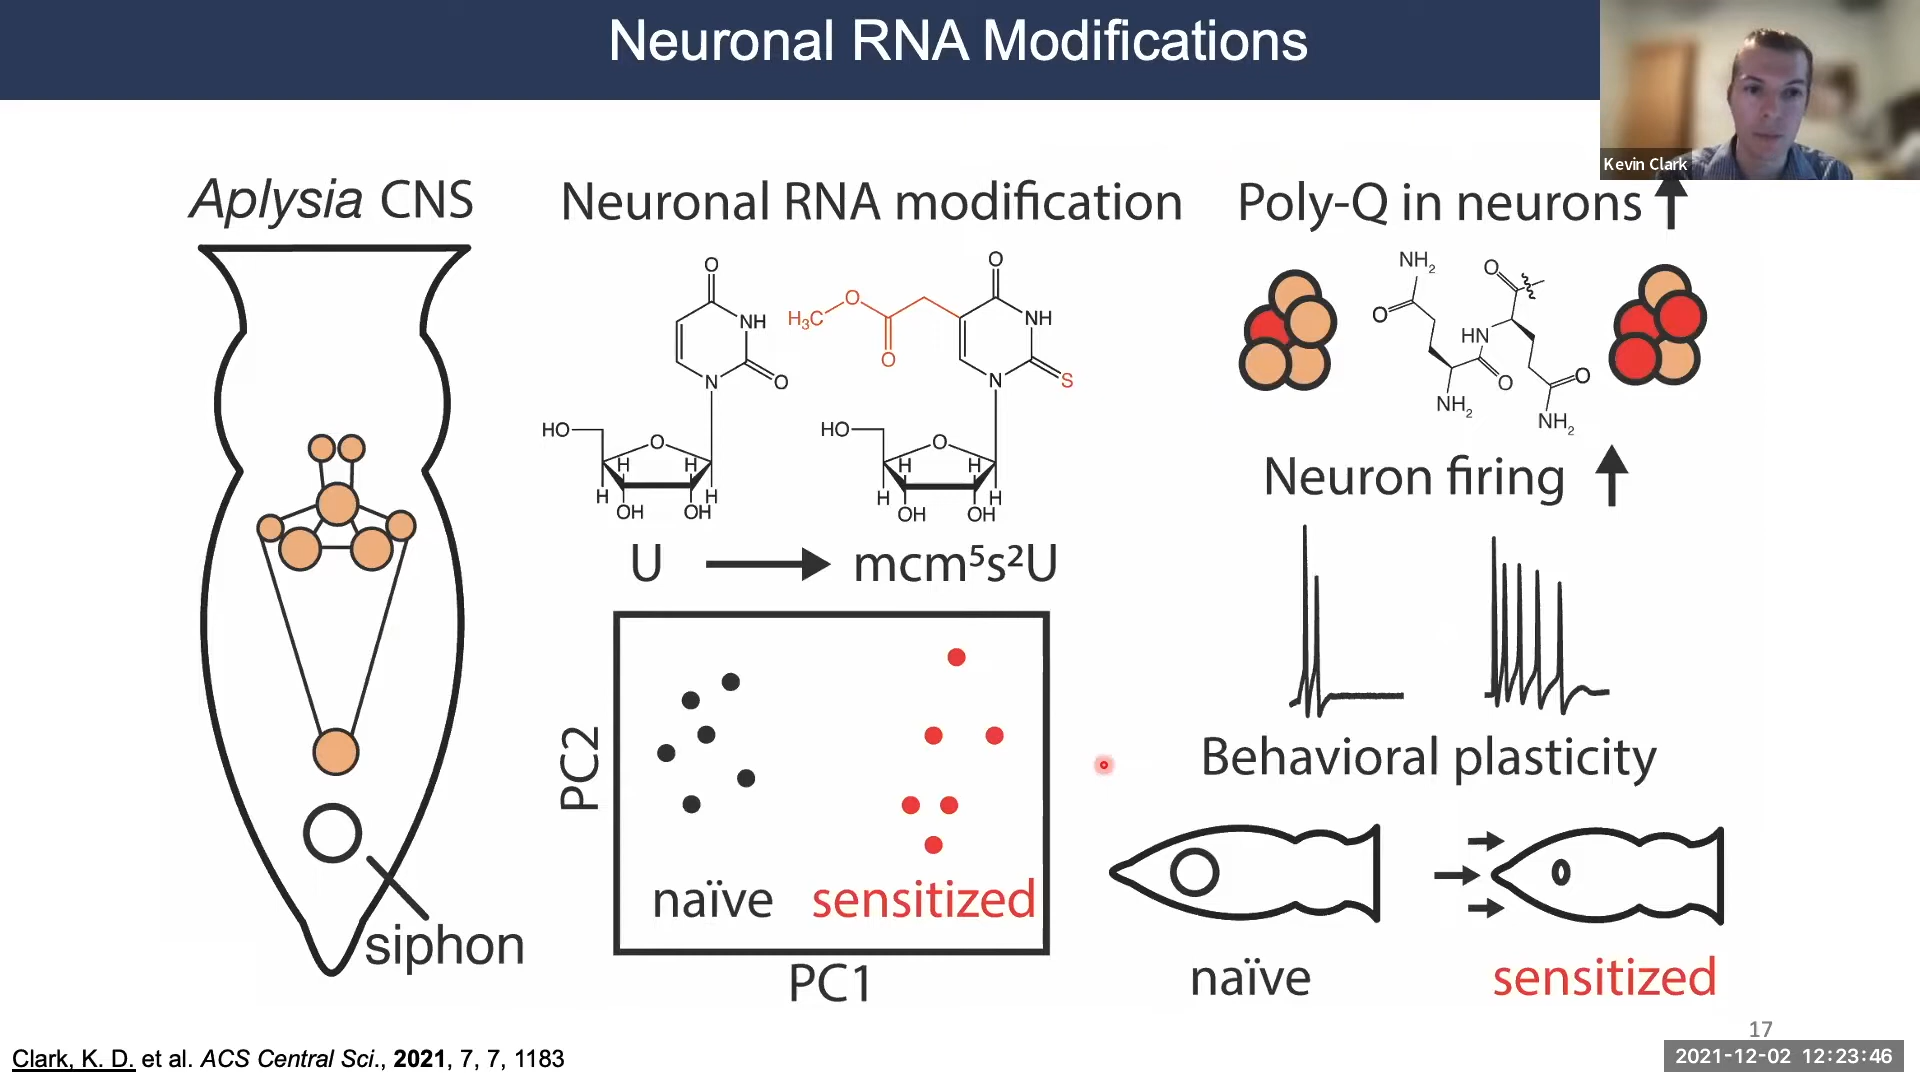 Neuronal RNA Modifications
Kevin Clark
Aplysia CNS
siphon
Neuronal RNA modification
O
NH
O
N
HO
O
H H
H H
OH OH
H₃C
O
O
O
NH
S
N
HO
O
H H
H H
OH OH
U
mcm⁵s²U
PC2
naïve
sensitized
PC1
Poly-Q in neurons
NH₂
O
O
HN
O
NH₂
O
NH₂
Neuron firing
Behavioral plasticity
naïve
sensitized
17
Clark, K. D. et al. ACS Central Sci., 2021, 7, 7, 1183
2021-12-02 12:23:46